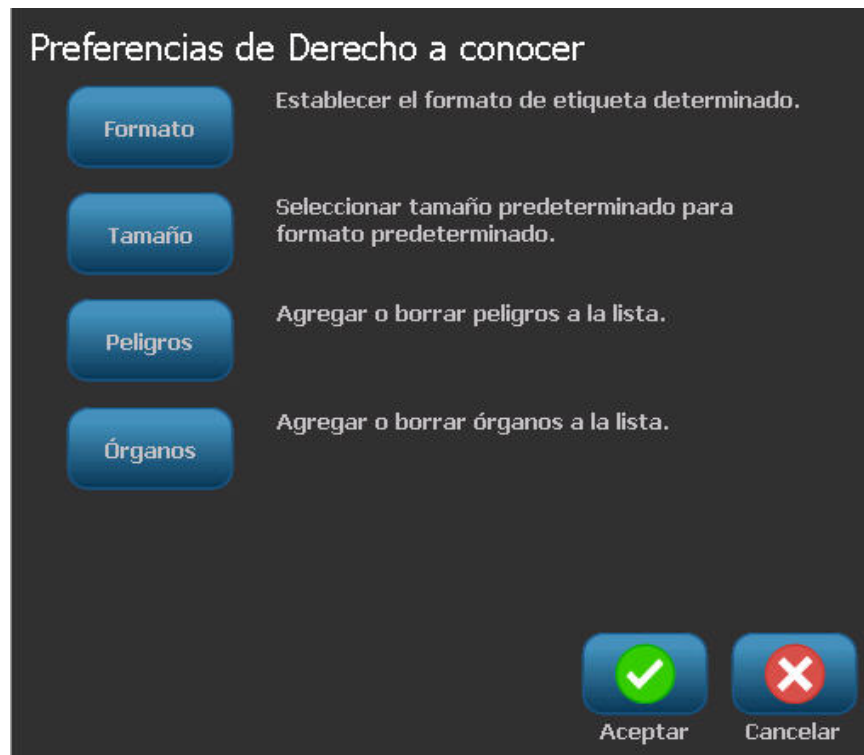 Preferencias de Derecho a conocer
Formato
Establecer el formato de etiqueta determinado.
Tamaño
Seleccionar tamaño predeterminado para
formato predeterminado.
Peligros
Agregar o borrar peligros a la lista.
Órganos
Agregar o borrar órganos a la lista.
Aceptar
Cancelar